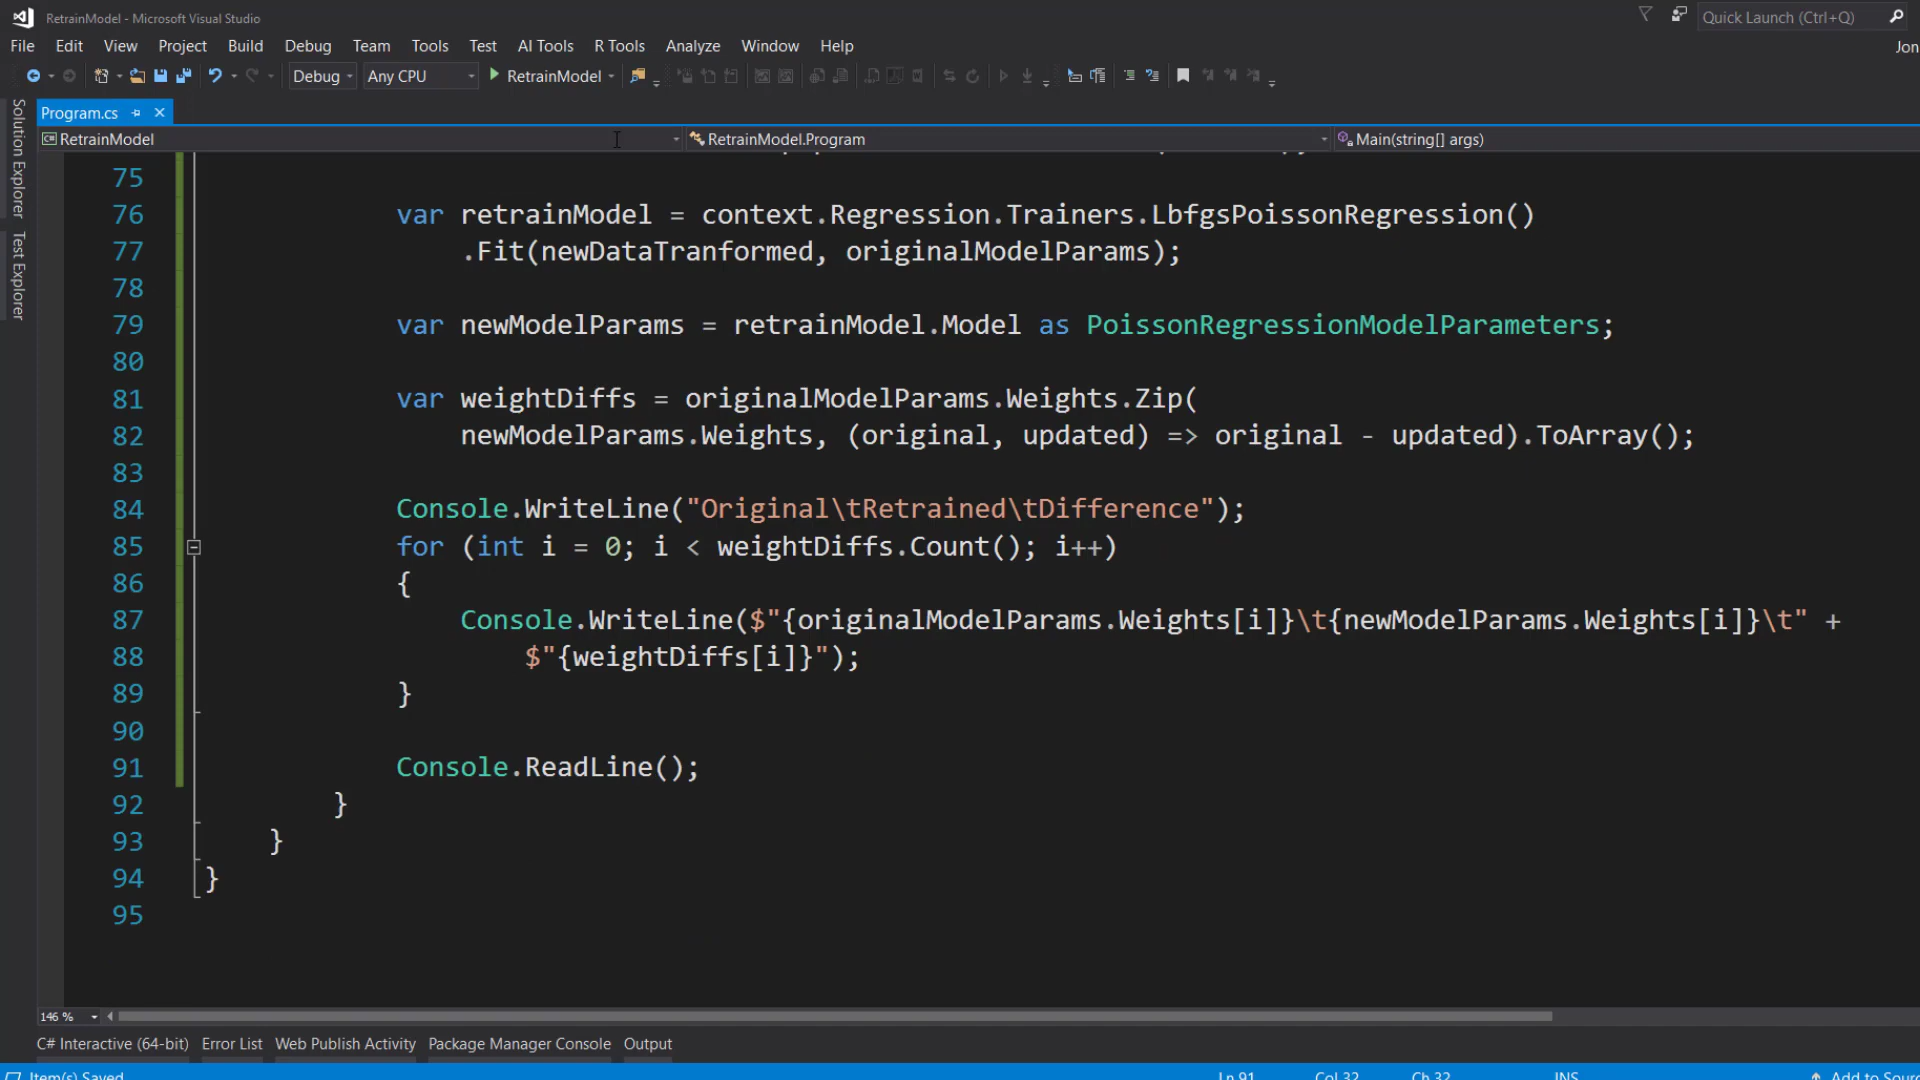 RetrainModel - Microsoft Visual Studio
Quick Launch (Ctrl+Q)
File Edit View Project Build Debug Team Tools Test AI Tools R Tools Analyze Window Help
Jon
Debug Any CPU RetrainModel
Solution Explorer
Test Explorer
Program.cs
RetrainModel RetrainModel.Program Main(string[] args)
75
76 var retrainModel = context.Regression.Trainers.LbfgsPoissonRegression()
77 .Fit(newDataTranformed, originalModelParams);
78
79 var newModelParams = retrainModel.Model as PoissonRegressionModelParameters;
80
81 var weightDiffs = originalModelParams.Weights.Zip(
82 newModelParams.Weights, (original, updated) => original - updated).ToArray();
83
84 Console.WriteLine("Original\tRetrained\tDifference");
85 for (int i = 0; i < weightDiffs.Count(); i++)
86 {
87 Console.WriteLine($"{originalModelParams.Weights[i]}\t{newModelParams.Weights[i]}\t" +
88 $"{weightDiffs[i]}");
89 }
90
91 Console.ReadLine();
92 }
93 }
94 }
95
146 %
C# Interactive (64-bit) Error List Web Publish Activity Package Manager Console Output
Item(s) Saved Ln 91 Col 32 Ch 32 INS Add to Sour